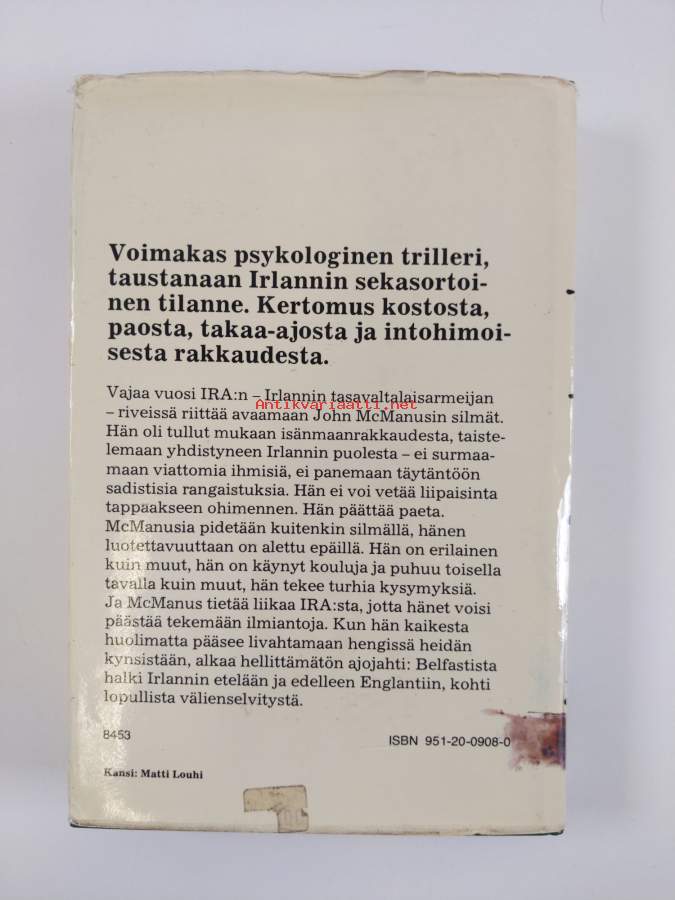 Voimakas psykologinen trilleri,
taustanaan Irlannin sekasortoi-
nen tilanne. Kertomus kostosta,
paosta, takaa-ajosta ja intohimoi-
sesta rakkaudesta.
Vajaa vuosi IRA:n – Irlannin tasavaltalaisarmeijan
Antikvariaatti.net
– riveissä riittää avaamaan John McManusin silmät.
Hän oli tullut mukaan isänmaanrakkaudesta, taiste-
lemaan yhdistyneen Irlannin puolesta – ei surmaa-
maan viattomia ihmisiä, ei panemaan täytäntöön
sadistisia rangaistuksia. Hän ei voi vetää liipaisinta
tappaakseen ohimennen. Hän päättää paeta.
McManusia pidetään kuitenkin silmällä, hänen
luotettavuuttaan on alettu epäillä. Hän on erilainen
kuin muut, hän on käynyt kouluja ja puhuu toisella
tavalla kuin muut, hän tekee turhia kysymyksiä.
Ja McManus tietää liikaa IRA:sta, jotta hänet voisi
päästää tekemään ilmiantoja. Kun hän kaikesta
huolimatta pääsee livahtamaan hengissä heidän
kynsistään, alkaa hellittämätön ajojahti: Belfastista
halki Irlannin etelään ja edelleen Englantiin, kohti
lopullista välienselvitystä.
8453
ISBN 951-20-0908-0
Kansi: Matti Louhi